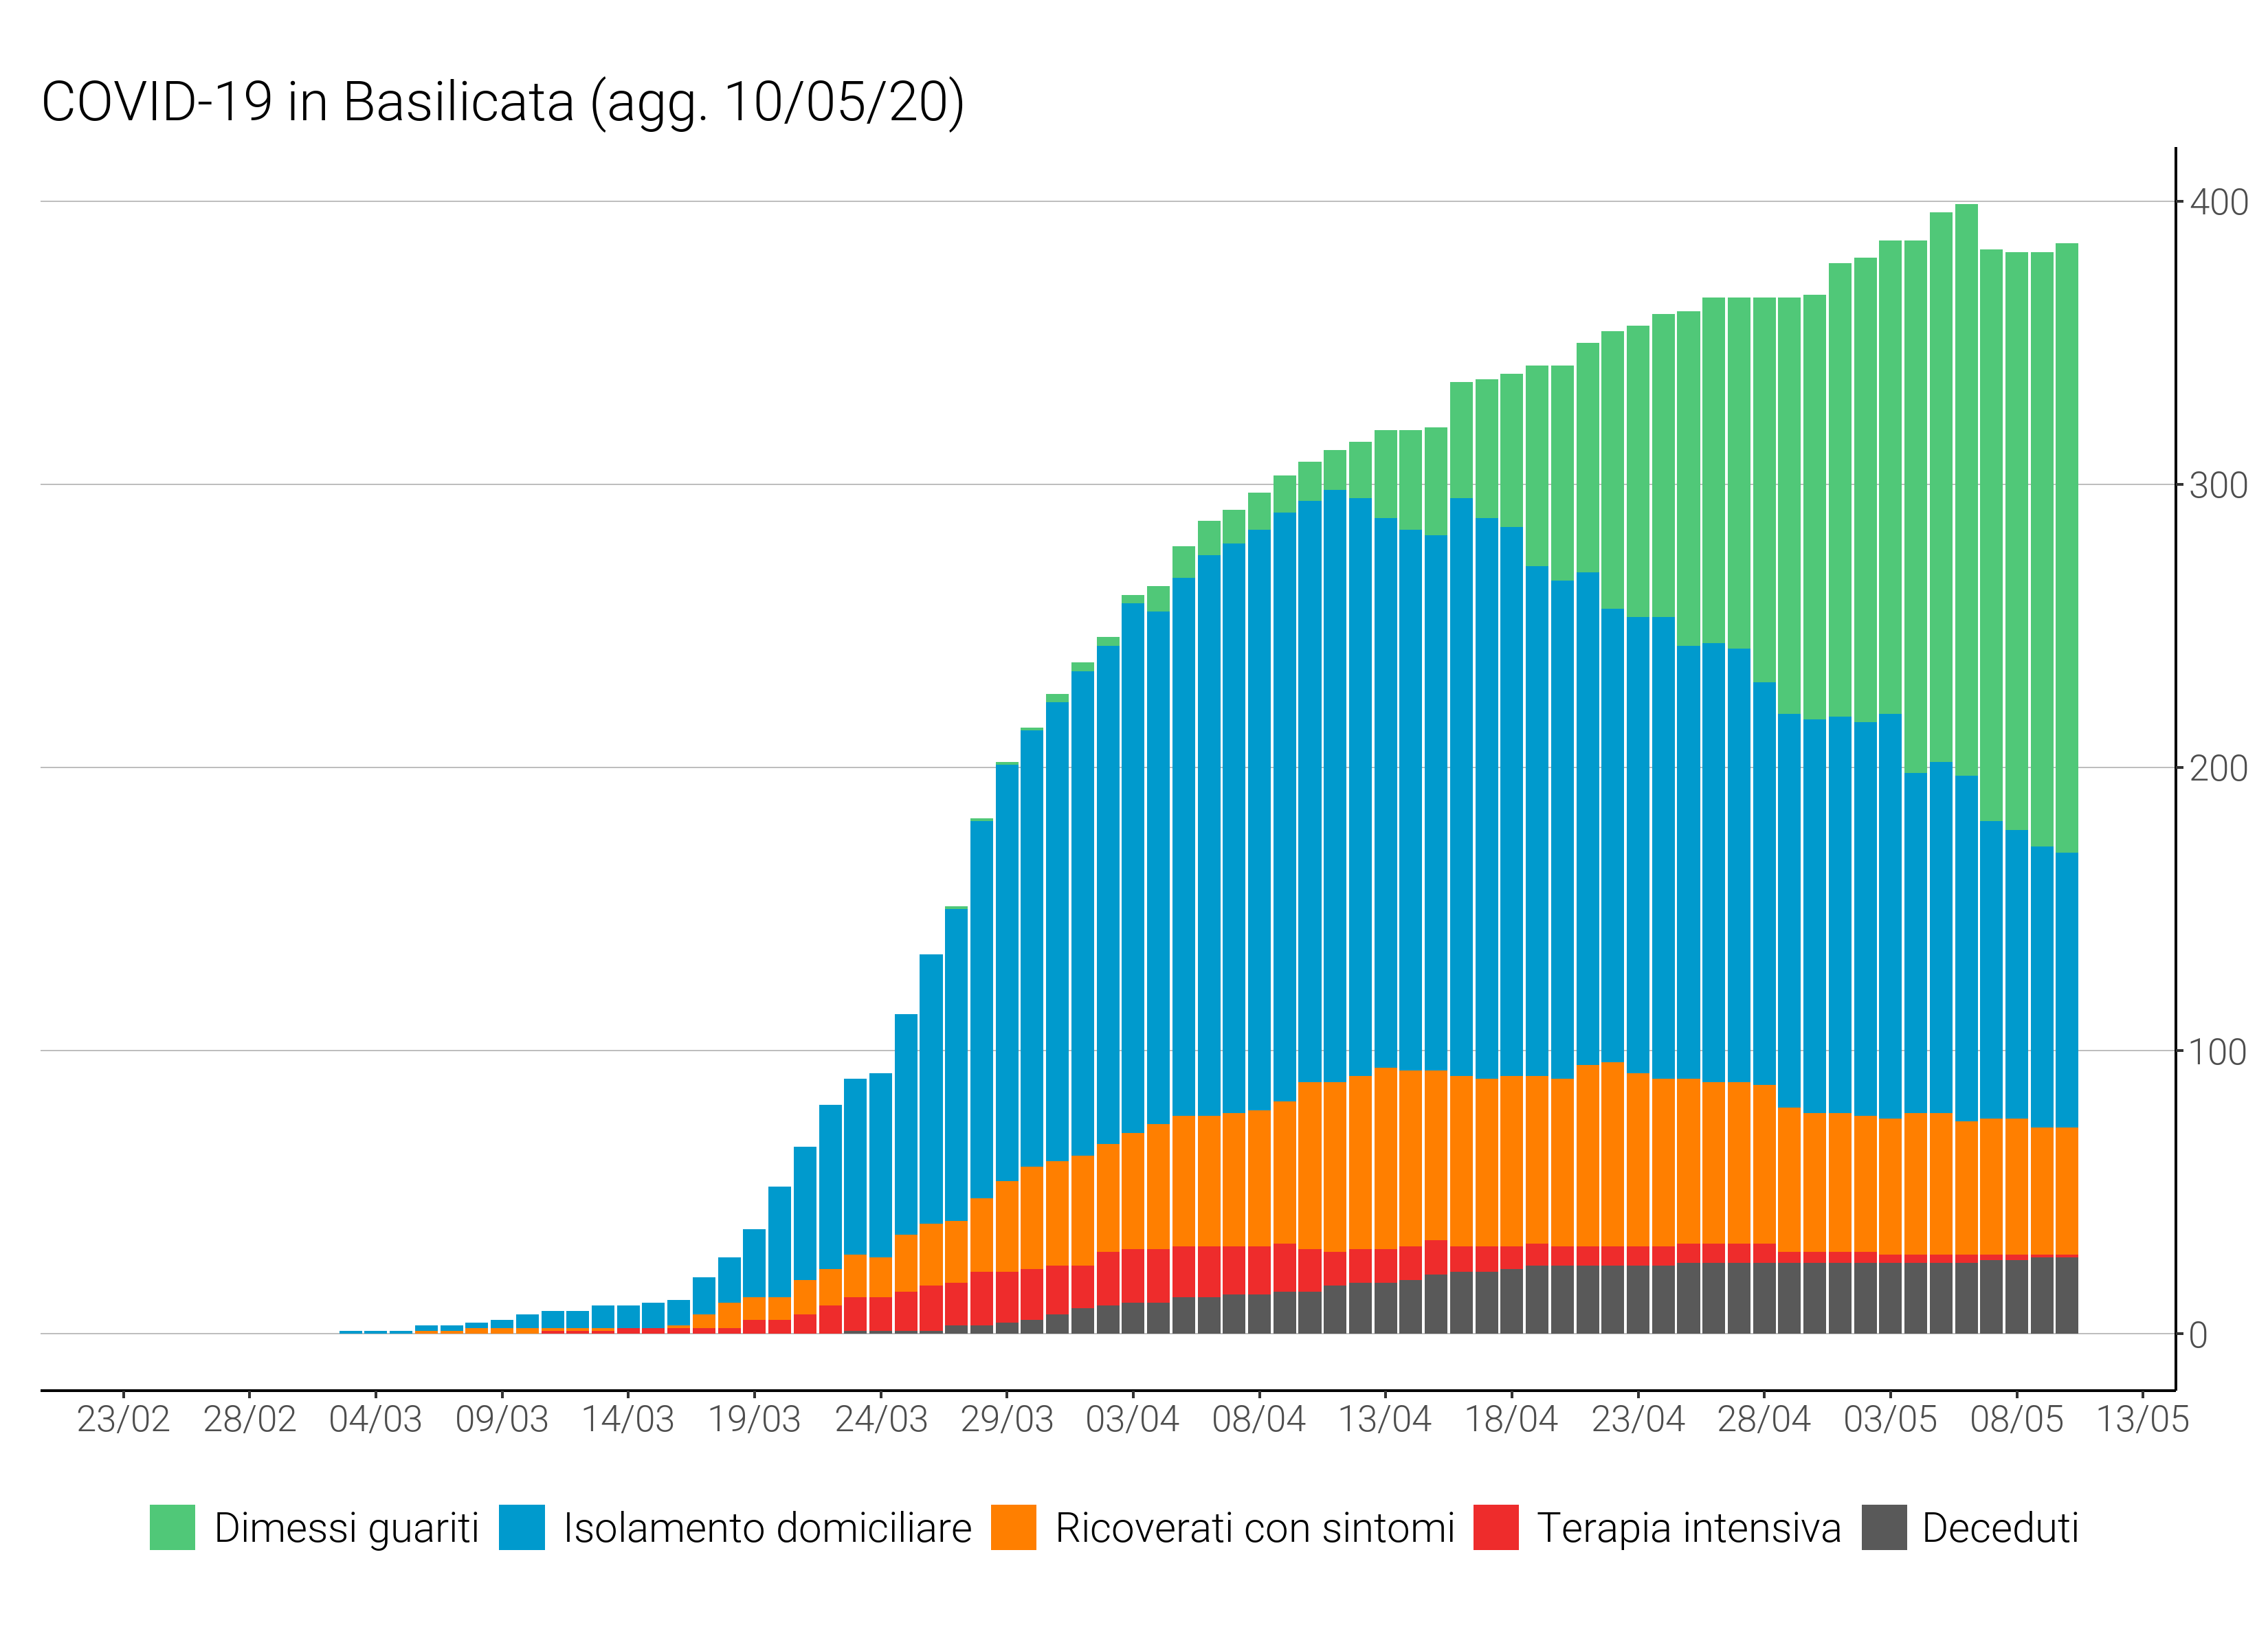 COVID-19 in Basilicata (agg. 10/05/20)
400
300
200
100
0
23/02 28/02 04/03 09/03 14/03 19/03 24/03 29/03 03/04 08/04 13/04 18/04 23/04 28/04 03/05 08/05 13/05
Dimessi guariti Isolamento domiciliare Ricoverati con sintomi Terapia intensiva Deceduti